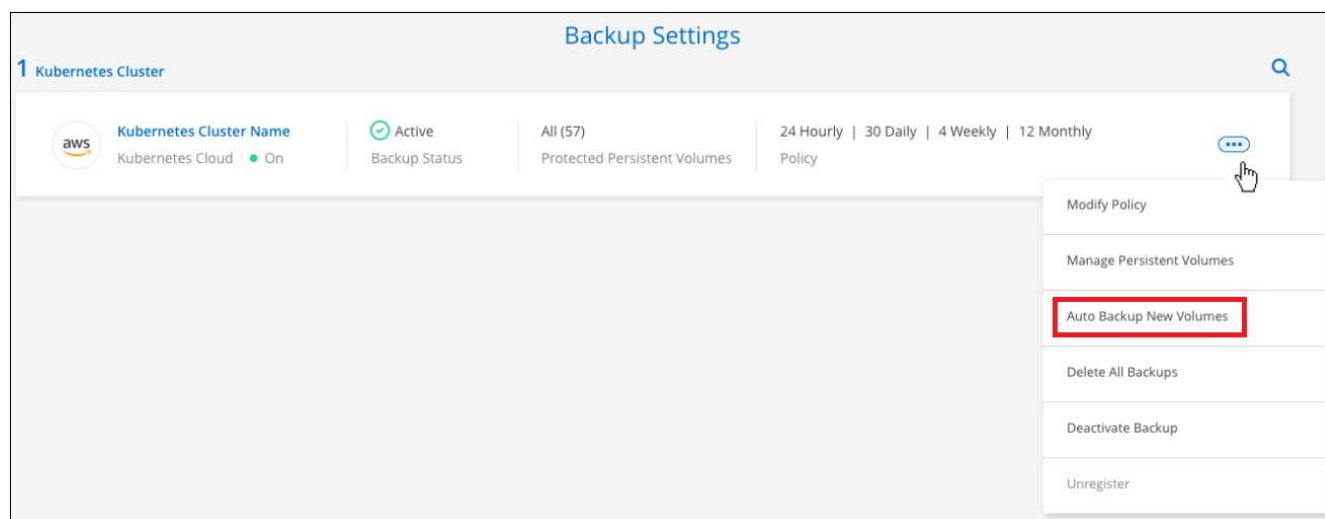 Backup Settings
1 Kubernetes Cluster
aws
Kubernetes Cluster Name
Kubernetes Cloud | On
Active
Backup Status
All (57)
Protected Persistent Volumes
24 Hourly | 30 Daily | 4 Weekly | 12 Monthly
Policy
Modify Policy
Manage Persistent Volumes
Auto Backup New Volumes
Delete All Backups
Deactivate Backup
Unregister